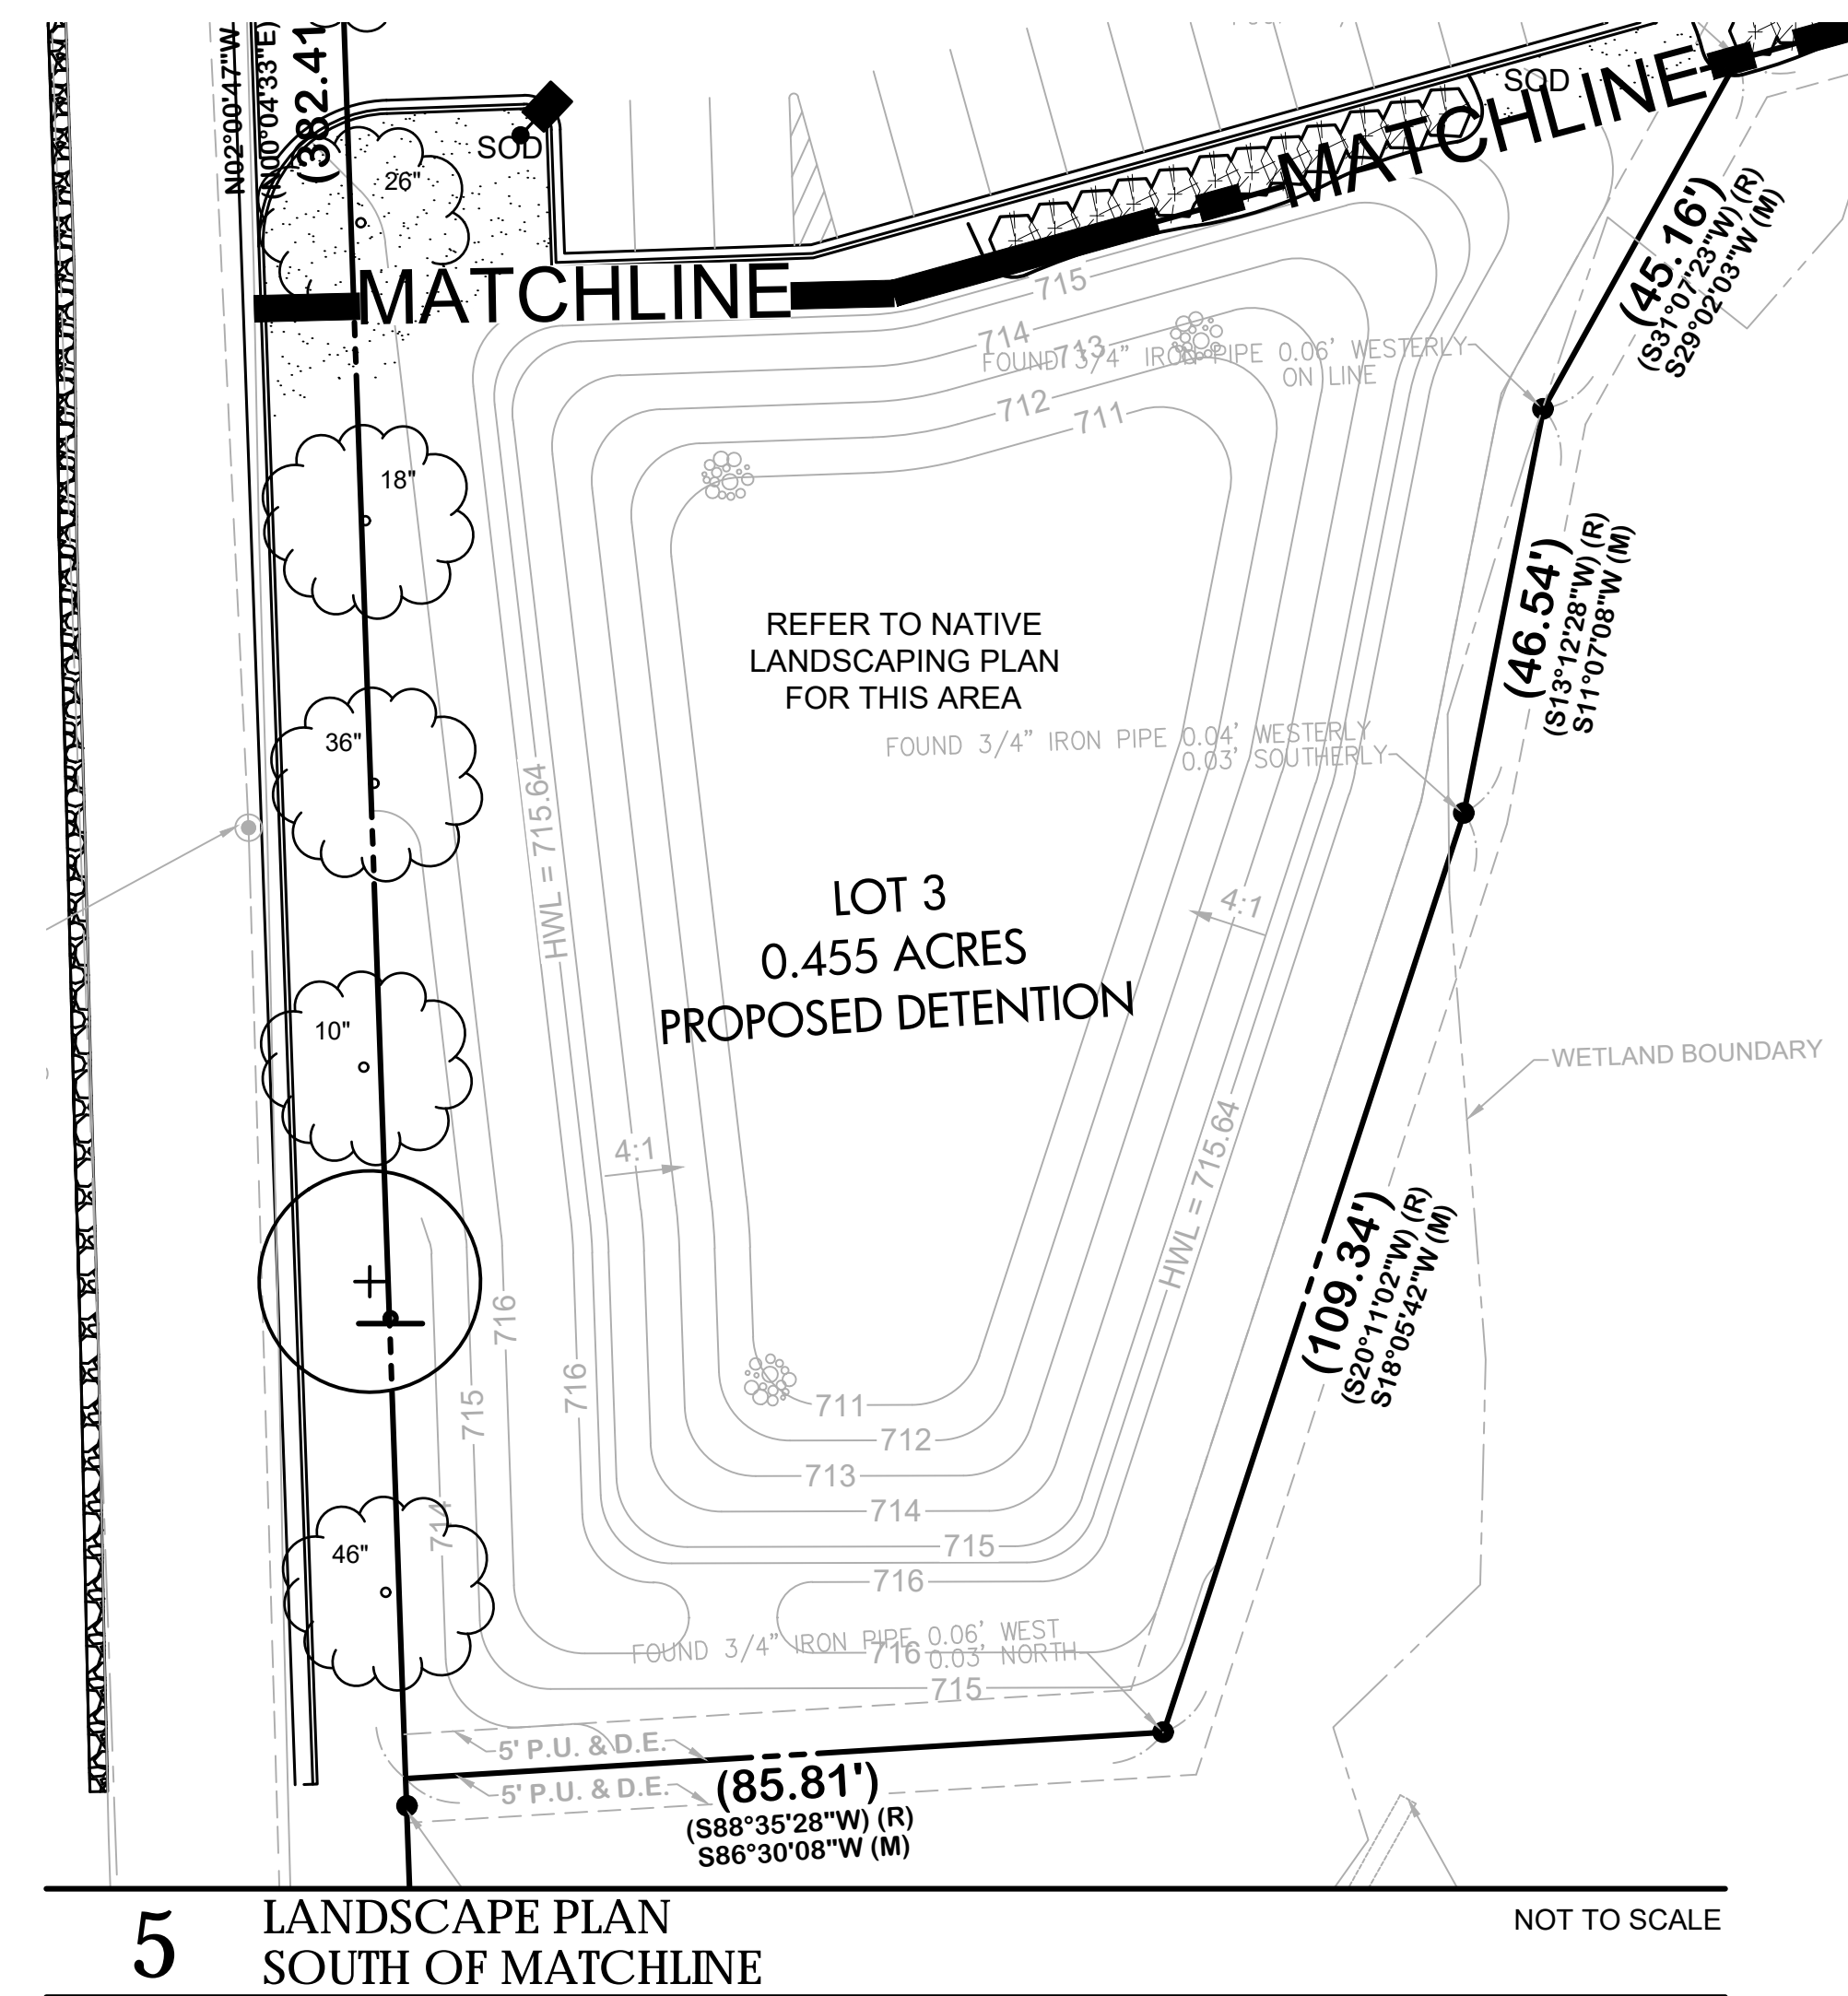 N02°00'47"W
(N00°04'33"E)
(382.41
SOD
SOD
26"
MATCHLINE
MATCHLINE
(45.16')
(S31°07'23"W) (R)
S29°02'03"W (M)
715
714
713
712
711
FOUND 3/4" IRON PIPE 0.06' WESTERLY
ON LINE
18"
(46.54')
(S13°12'28"W) (R)
S11°07'08"W (M)
REFER TO NATIVE
LANDSCAPING PLAN
FOR THIS AREA
36"
FOUND 3/4" IRON PIPE 0.04' WESTERLY
0.03' SOUTHERLY
HWL = 715.64
LOT 3
0.455 ACRES
PROPOSED DETENTION
4:1
10"
WETLAND BOUNDARY
4:1
HWL = 715.64
(109.34')
(S20°11'02"W) (R)
S18°05'42"W (M)
716
716
715
714
711
712
713
714
715
716
46"
FOUND 3/4" IRON PIPE 0.06' WEST
0.03' NORTH
716
715
5' P.U. & D.E.
5' P.U. & D.E.
(85.81')
(S88°35'28"W) (R)
S86°30'08"W (M)
5
LANDSCAPE PLAN
SOUTH OF MATCHLINE
NOT TO SCALE